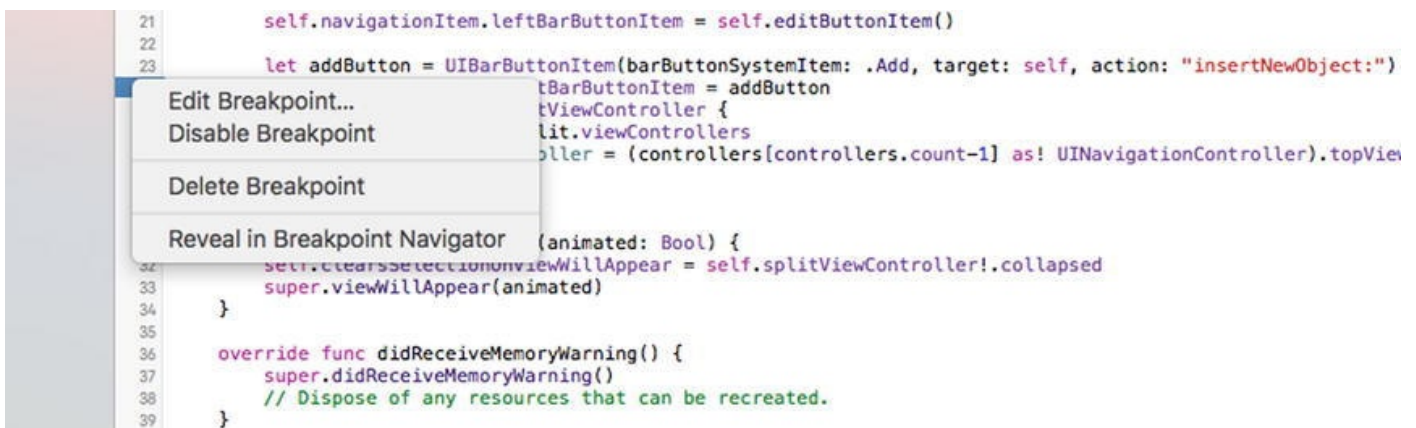 21 self.navigationItem.leftBarButtonItem = self.editButtonItem()
22
23 let addButton = UIBarButtonItem(barButtonSystemItem: .Add, target: self, action: "insertNewObject:")
tBarButtonItem = addButton
Edit Breakpoint...
tViewController {
Disable Breakpoint
lit.viewControllers
oller = (controllers[controllers.count-1] as! UINavigationController).topView
Delete Breakpoint
Reveal in Breakpoint Navigator
(animated: Bool) {
32 self.clearsSelectionOnViewWillAppear = self.splitViewController!.collapsed
33 super.viewWillAppear(animated)
34 }
35
36 override func didReceiveMemoryWarning() {
37 super.didReceiveMemoryWarning()
38 // Dispose of any resources that can be recreated.
39 }